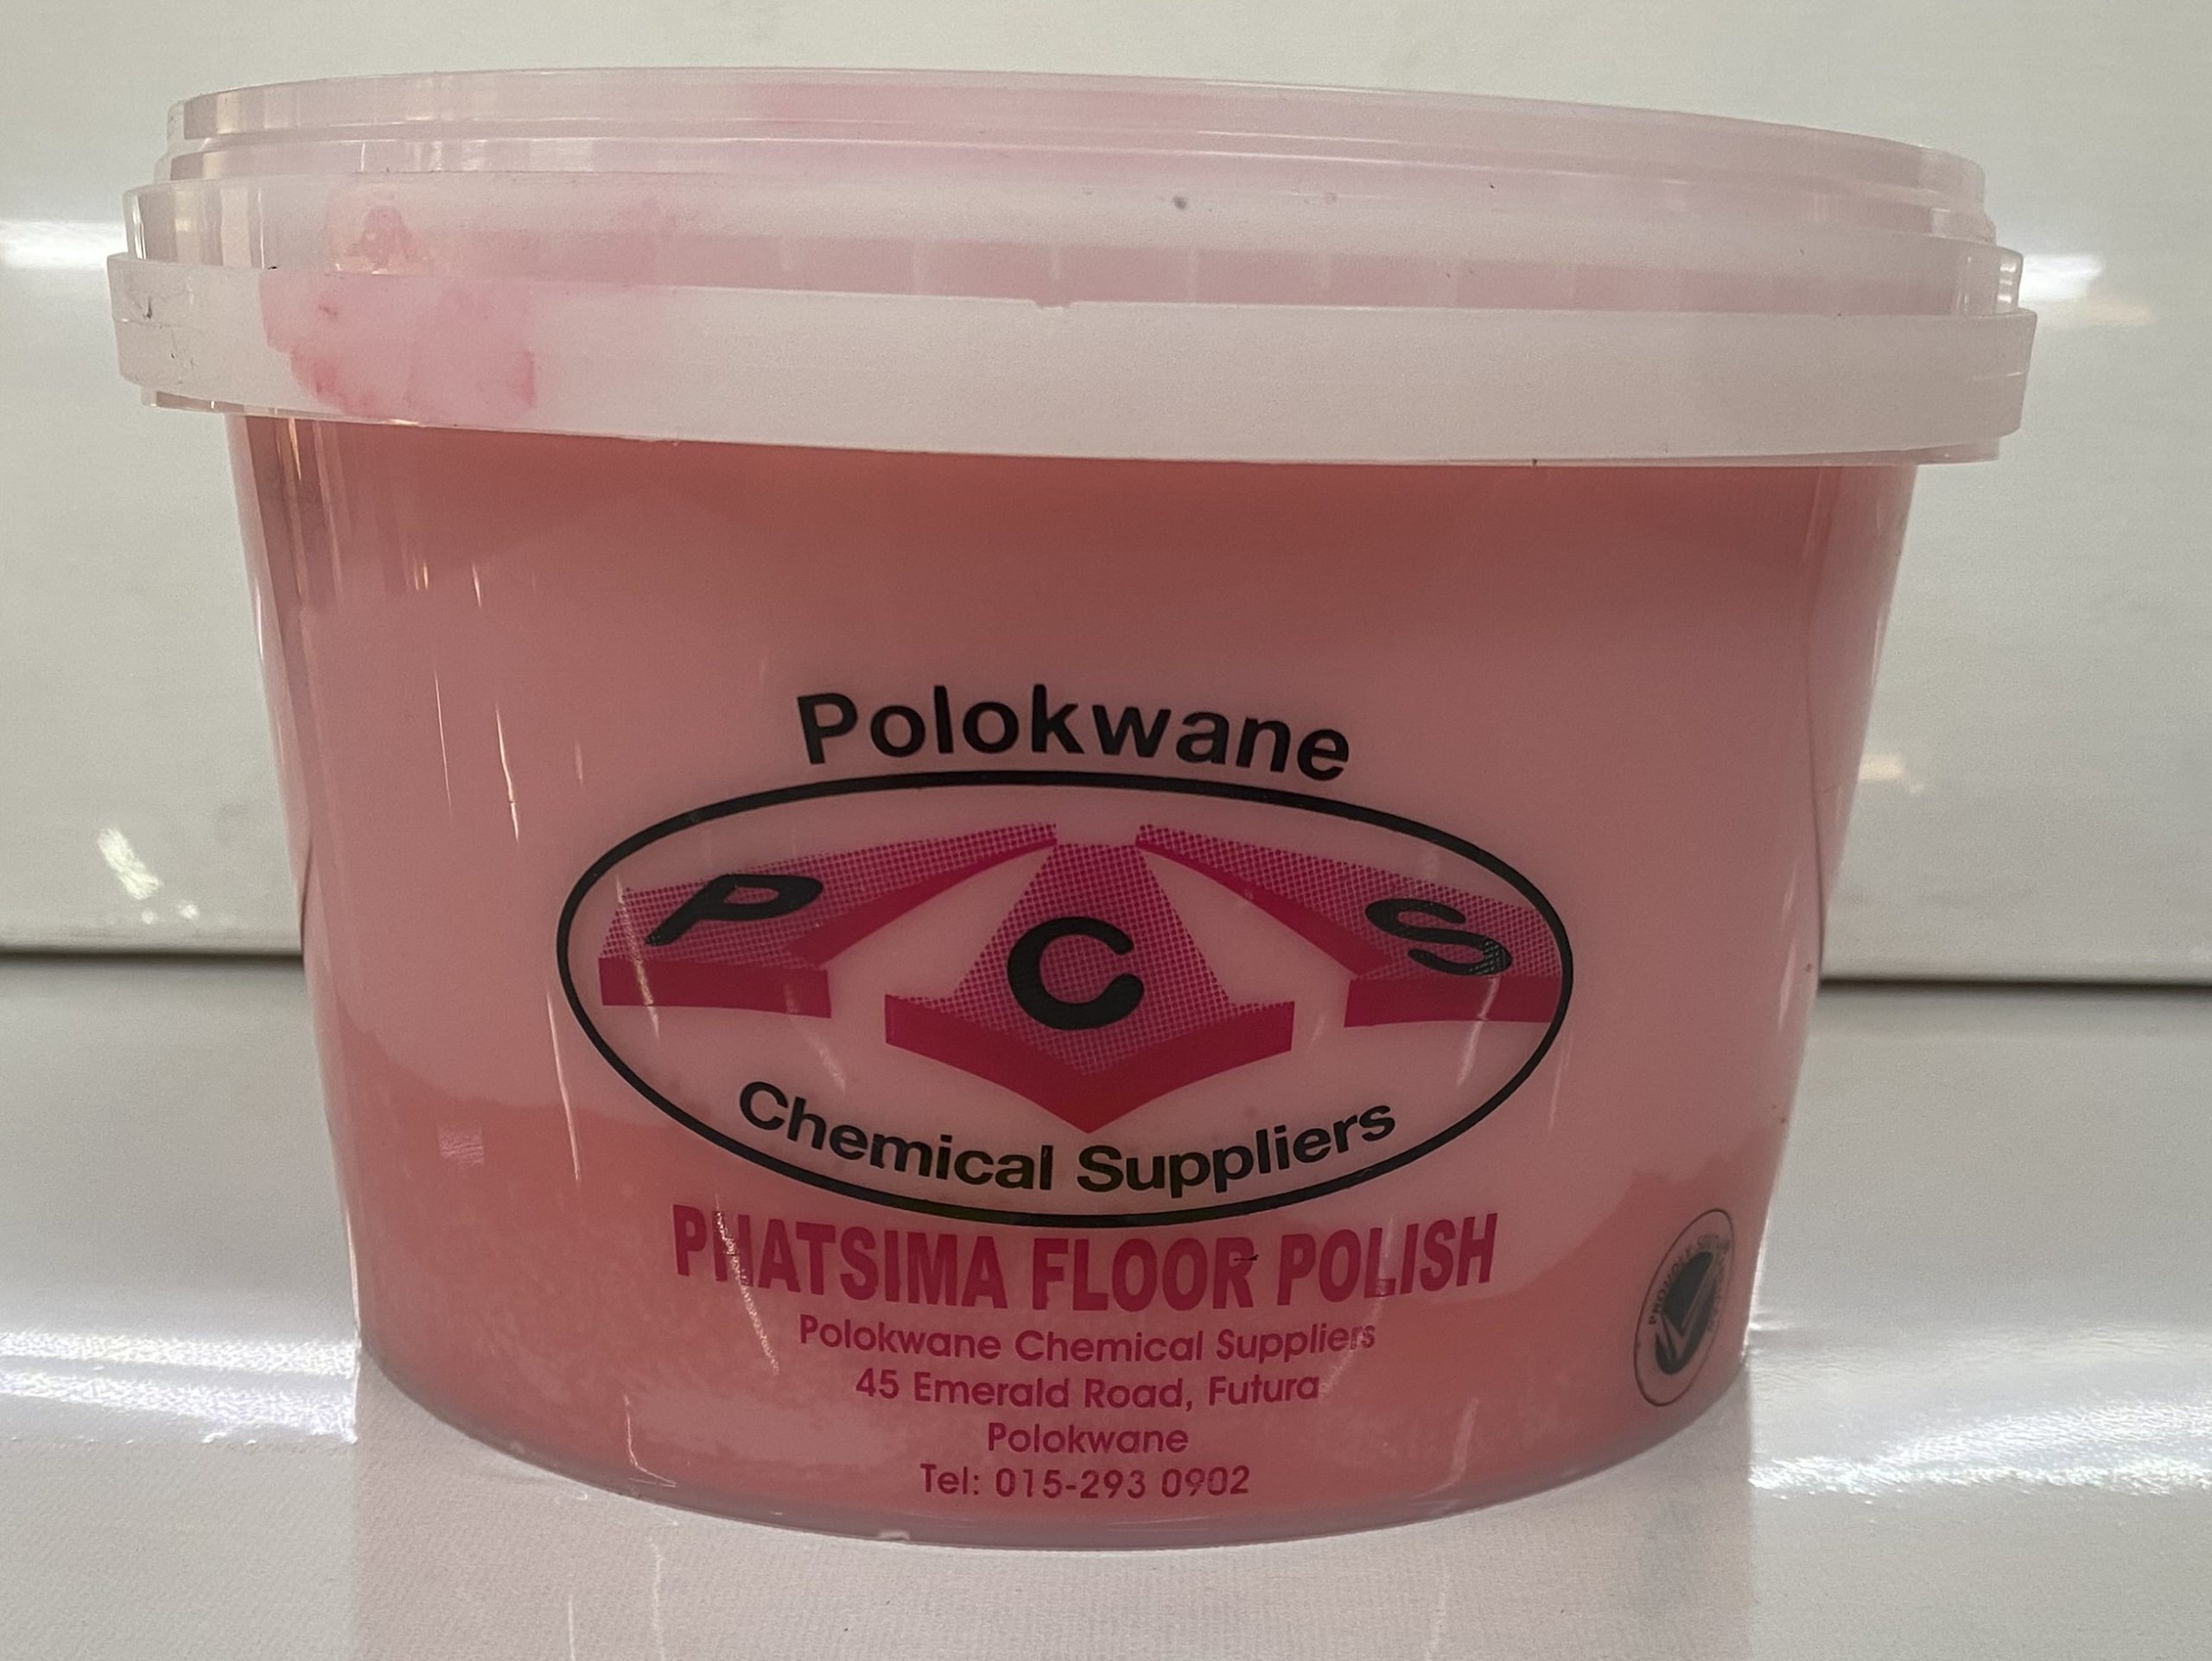 Polokwane
P C S
Chemical Suppliers
PHATSIMA FLOOR POLISH
Polokwane Chemical Suppliers
45 Emerald Road, Futura
Polokwane
Tel: 015-293 0902